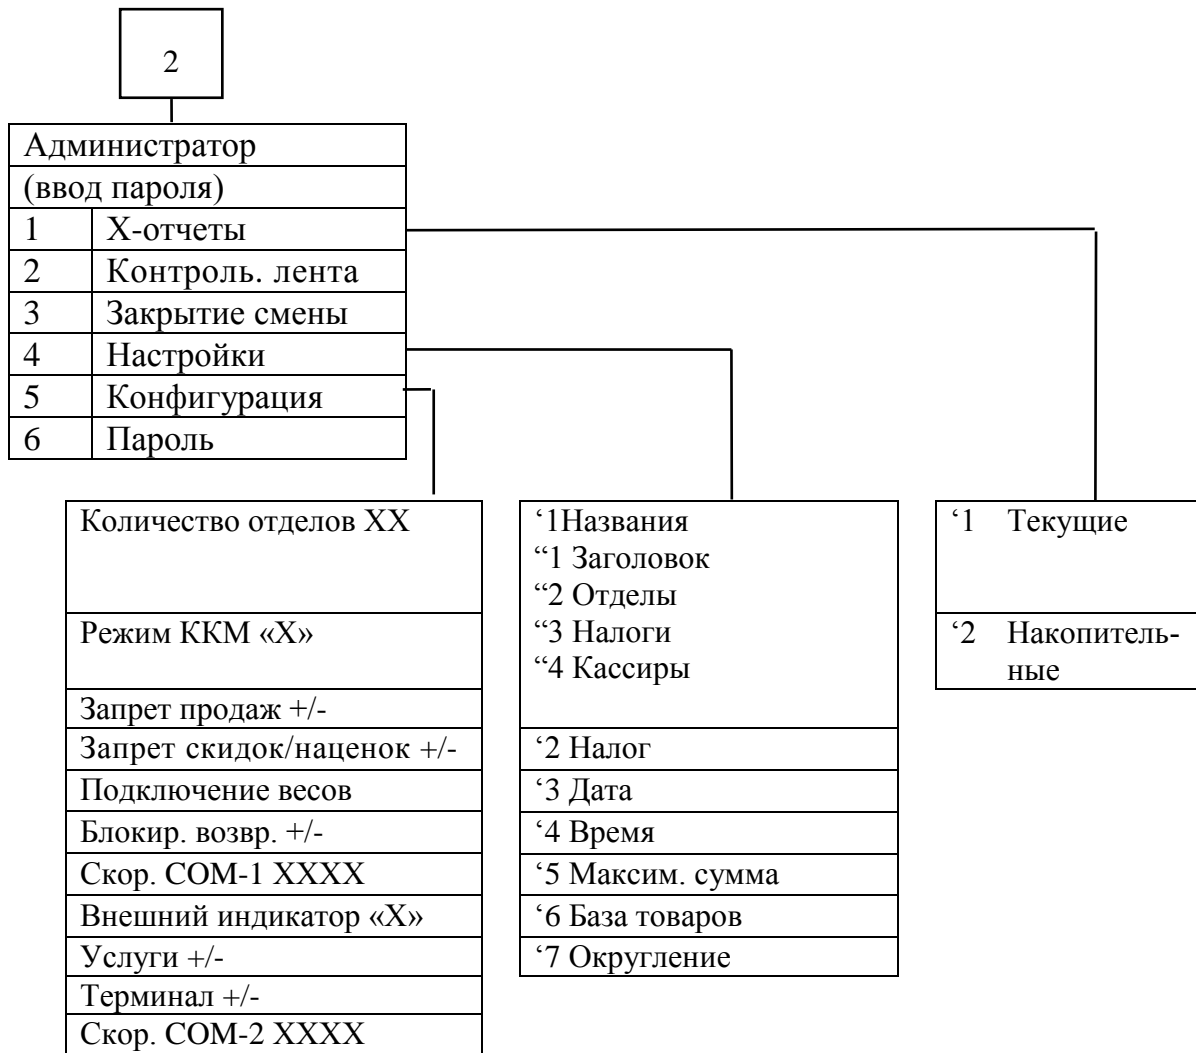 2
Администратор
(ввод пароля)
1 Х-отчеты
2 Контроль. лента
3 Закрытие смены
4 Настройки
5 Конфигурация
6 Пароль
Количество отделов ХХ
Режим ККМ «Х»
Запрет продаж +/-
Запрет скидок/наценок +/-
Подключение весов
Блокир. возвр. +/-
Скор. СОМ-1 ХХХХ
Внешний индикатор «Х»
Услуги +/-
Терминал +/-
Скор. СОМ-2 ХХХХ
‘1Названия
“1 Заголовок
“2 Отделы
“3 Налоги
“4 Кассиры
‘2 Налог
‘3 Дата
‘4 Время
‘5 Максим. сумма
‘6 База товаров
‘7 Округление
‘1 Текущие
‘2 Накопитель-
ные